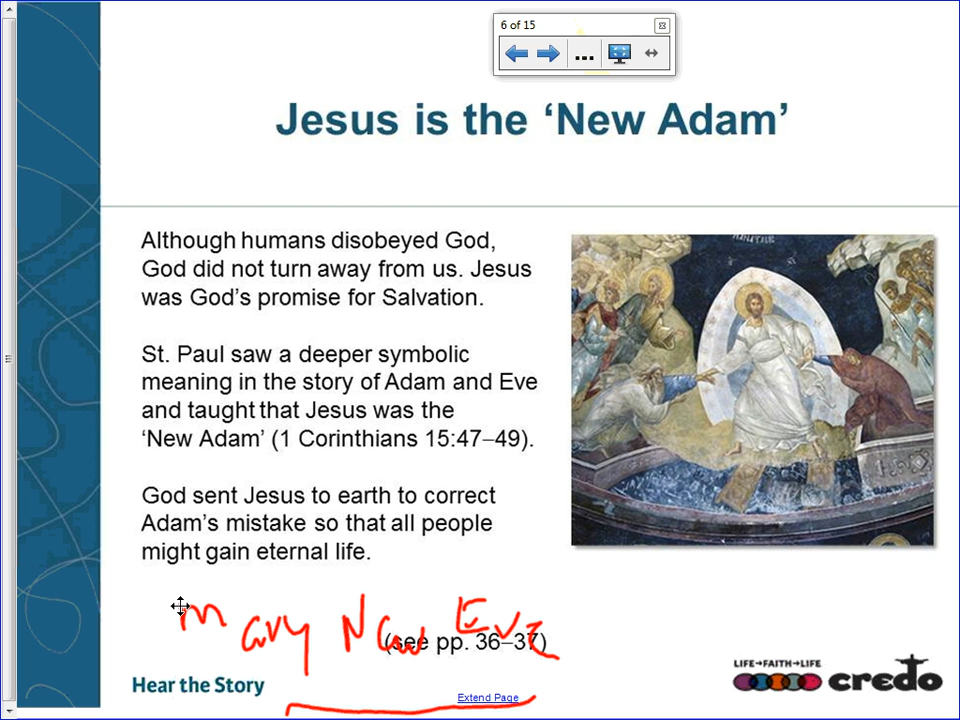 6 of 15
...
Jesus is the ‘New Adam’
Although humans disobeyed God,
God did not turn away from us. Jesus
was God’s promise for Salvation.
St. Paul saw a deeper symbolic
meaning in the story of Adam and Eve
and taught that Jesus was the
‘New Adam’ (1 Corinthians 15:47–49).
God sent Jesus to earth to correct
Adam’s mistake so that all people
might gain eternal life.
Mary New Eve
(see pp. 36–37)
Hear the Story
Extend Page
LIFE→FAITH→LIFE
credo